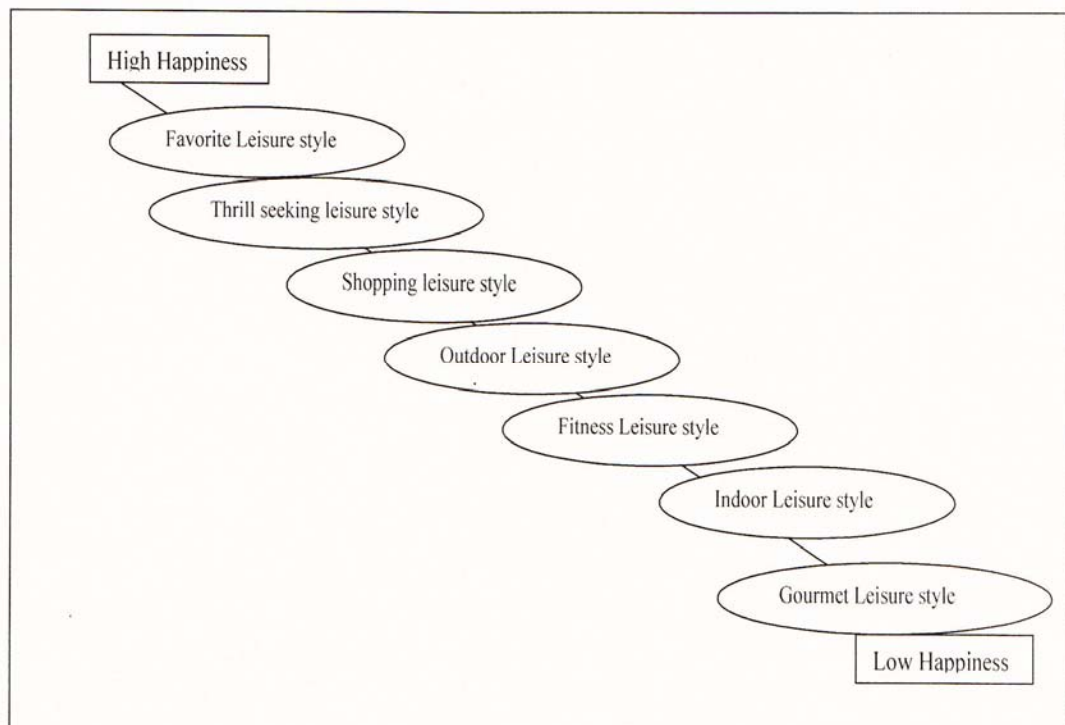 High Happiness
Favorite Leisure style
Thrill seeking leisure style
Shopping leisure style
Outdoor Leisure style
Fitness Leisure style
Indoor Leisure style
Gourmet Leisure style
Low Happiness